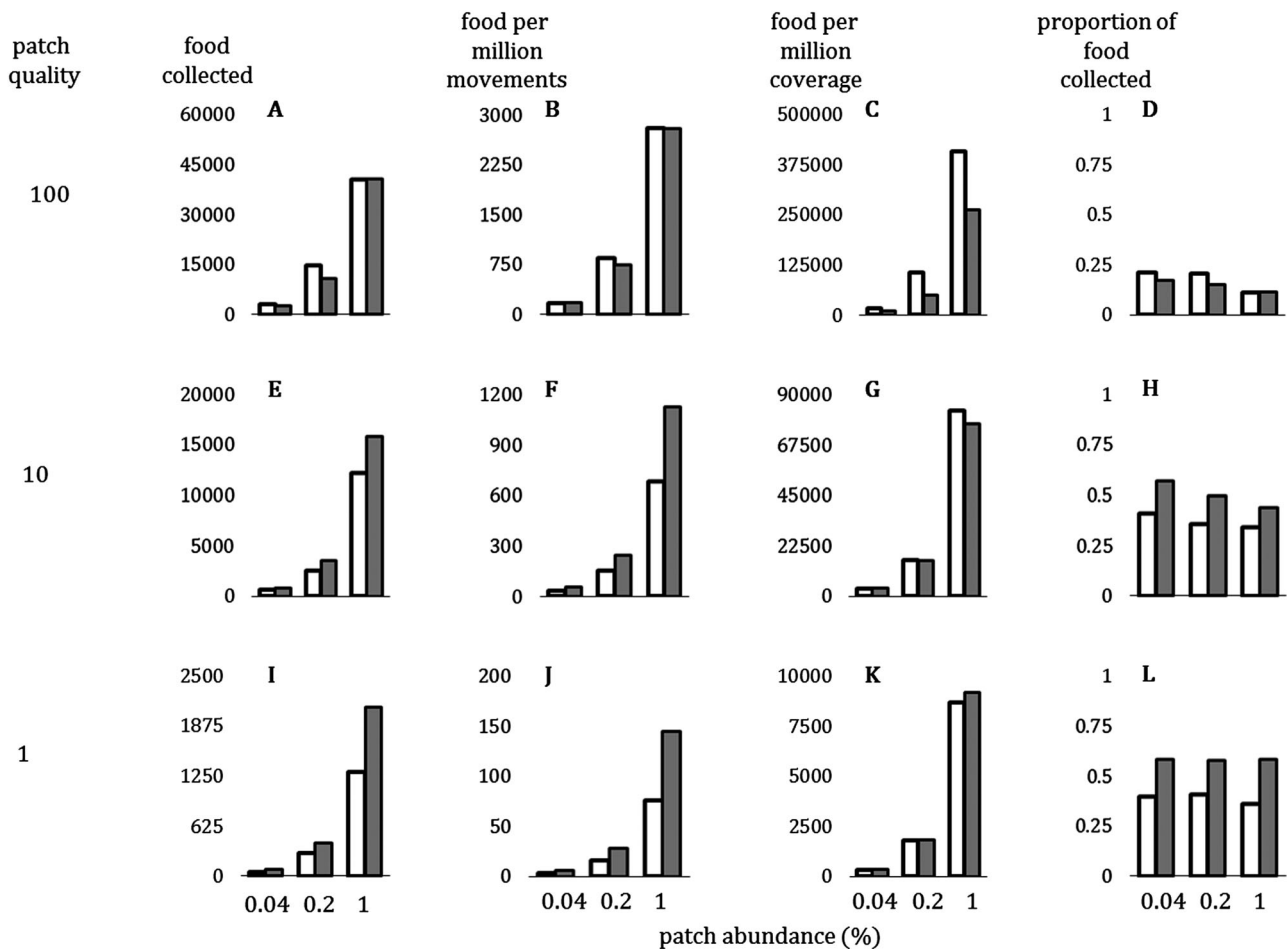 patch
quality
food
collected
food per
million
movements
food per
million
coverage
proportion of
food
collected
100
A
60000
45000
30000
15000
0
B
3000
2250
1500
750
0
C
500000
375000
250000
125000
0
D
1
0.75
0.5
0.25
0
10
E
20000
15000
10000
5000
0
F
1200
900
600
300
0
G
90000
67500
45000
22500
0
H
1
0.75
0.5
0.25
0
1
I
2500
1875
1250
625
0
J
200
150
100
50
0
K
10000
7500
5000
2500
0
L
1
0.75
0.5
0.25
0
0.04 0.2 1
0.04 0.2 1
0.04 0.2 1
0.04 0.2 1
patch abundance (%)